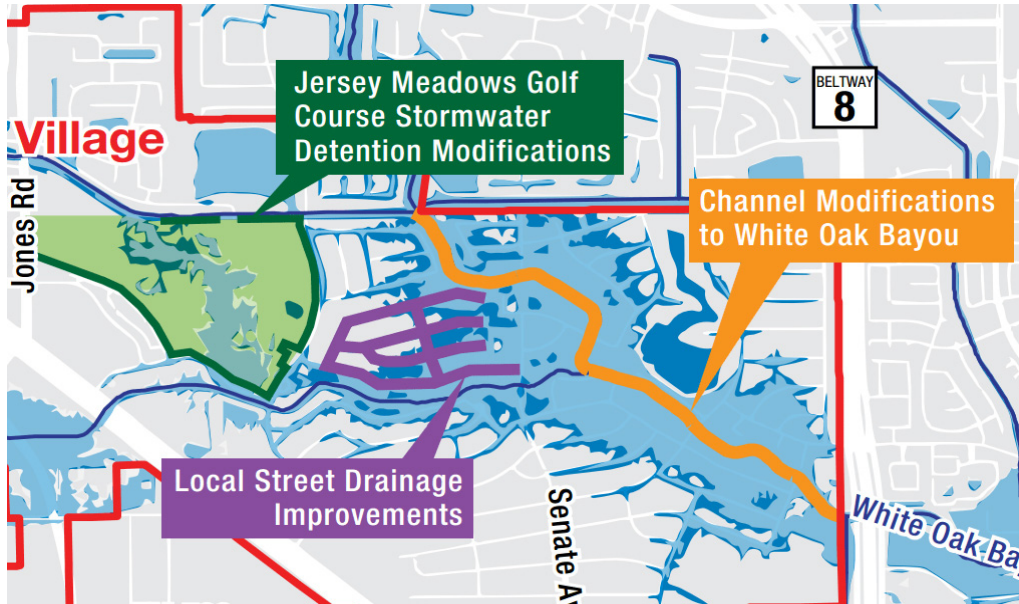 Jersey Meadows Golf
Course Stormwater
Detention Modifications
BELTWAY
8
Village
Jones Rd
Channel Modifications
to White Oak Bayou
Local Street Drainage
Improvements
Senate Av
White Oak Ba